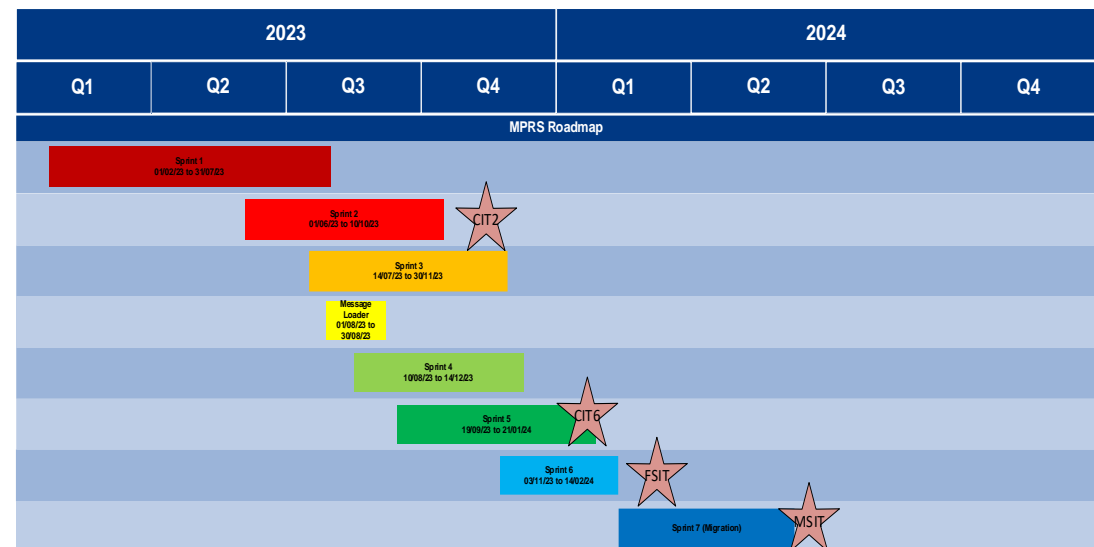 2023 2024
Q1 Q2 Q3 Q4 Q1 Q2 Q3 Q4
MPRS Roadmap
Sprint 1
01/02/23 to 31/07/23
Sprint 2
01/06/23 to 10/10/23
CIT2
Sprint 3
14/07/23 to 30/11/23
Message
Loader
01/08/23 to
30/08/23
Sprint 4
10/08/23 to 14/12/23
Sprint 5
19/09/23 to 21/01/24
CIT6
Sprint 6
03/11/23 to 14/02/24
FSIT
Sprint 7 (Migration)
MSIT